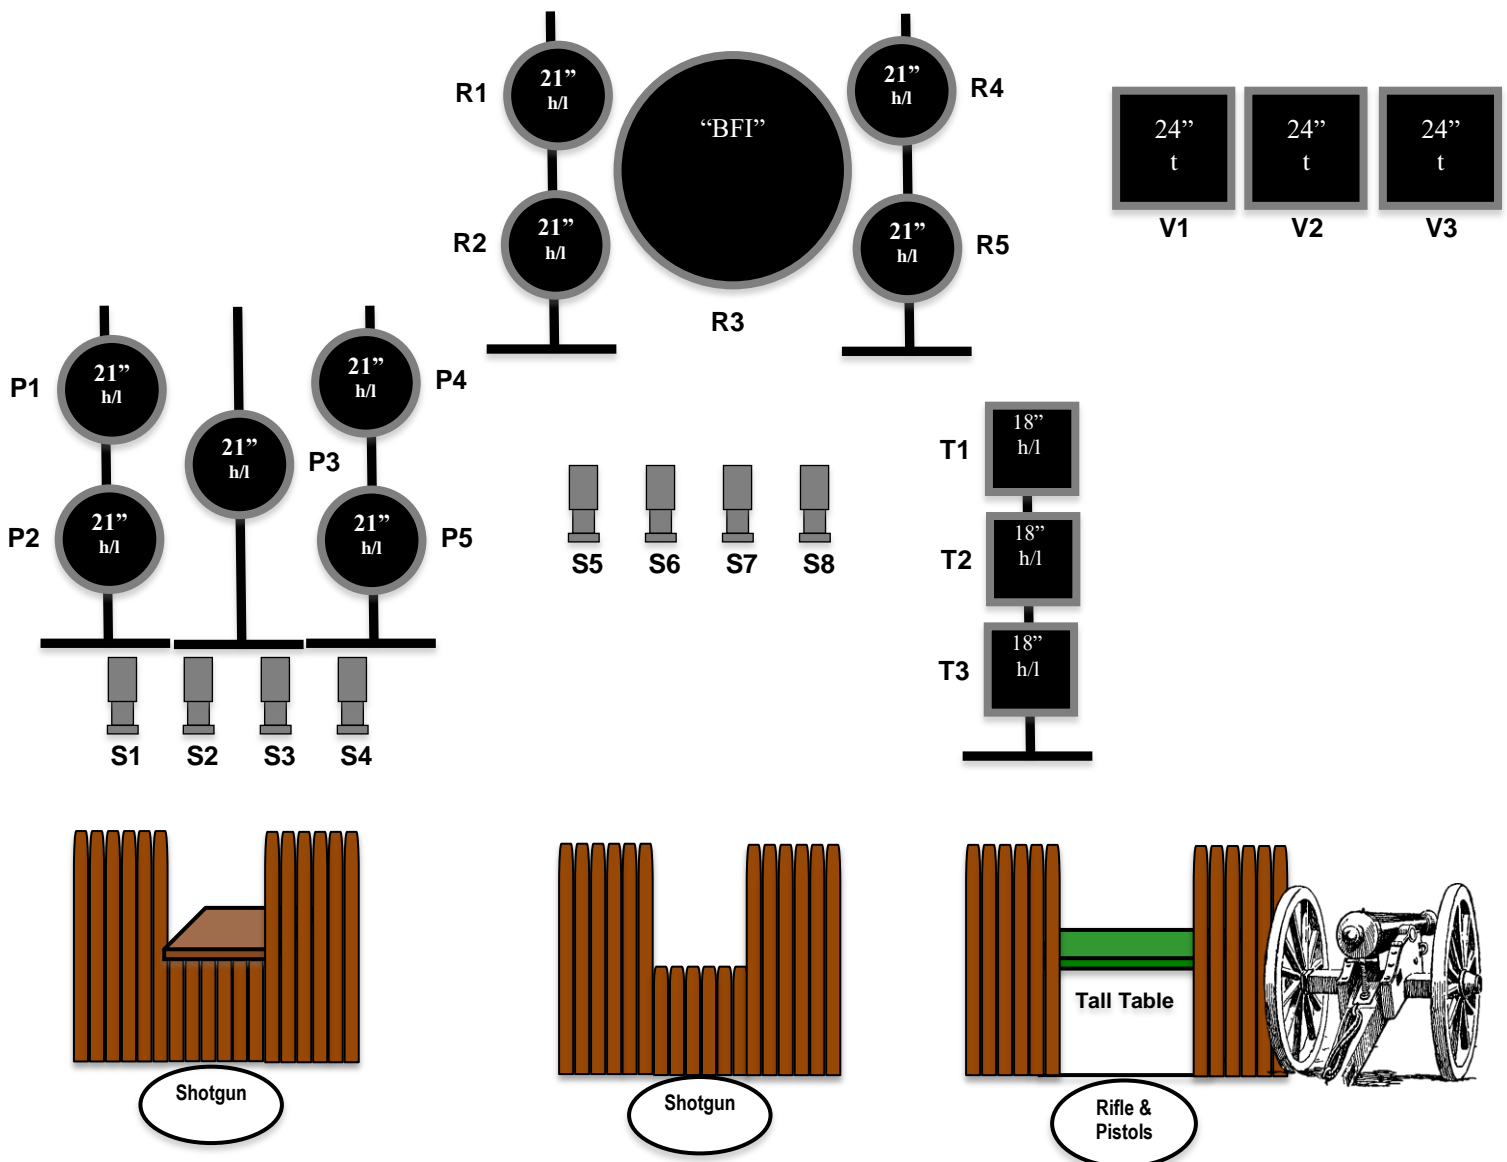 21”
h/l
R1
“BFI”
21”
h/l
R4
24”
t
24”
t
24”
t
V1
V2
V3
21”
h/l
R2
21”
h/l
R5
R3
P1
21”
h/l
21”
h/l
P4
21”
h/l
P3
P2
21”
h/l
21”
h/l
P5
T1
18”
h/l
S5
S6
S7
S8
T2
18”
h/l
T3
18”
h/l
S1
S2
S3
S4
Tall Table
Shotgun
Shotgun
Rifle &
Pistols